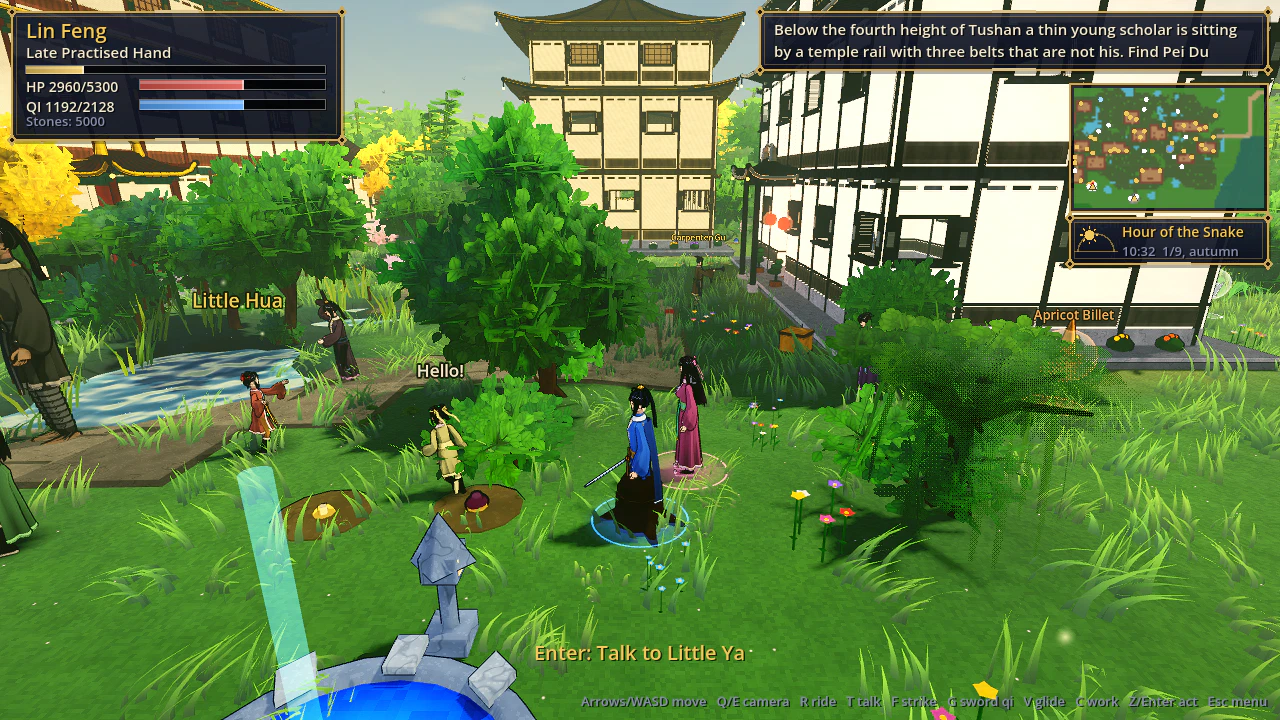 Lin Feng
Late Practised Hand
HP 2960/5300
QI 1192/2128
Stones: 5000
Below the fourth height of Tushan a thin young scholar is sitting
by a temple rail with three belts that are not his. Find Pei Du
Hour of the Snake
10:32 1/9, autumn
Carpenter Gu
Little Hua
Apricot Billet
Hello!
Enter: Talk to Little Ya
Arrows/WASD move Q/E camera R ride T talk F strike G sword qi V glide C work Z/Enter act Esc menu